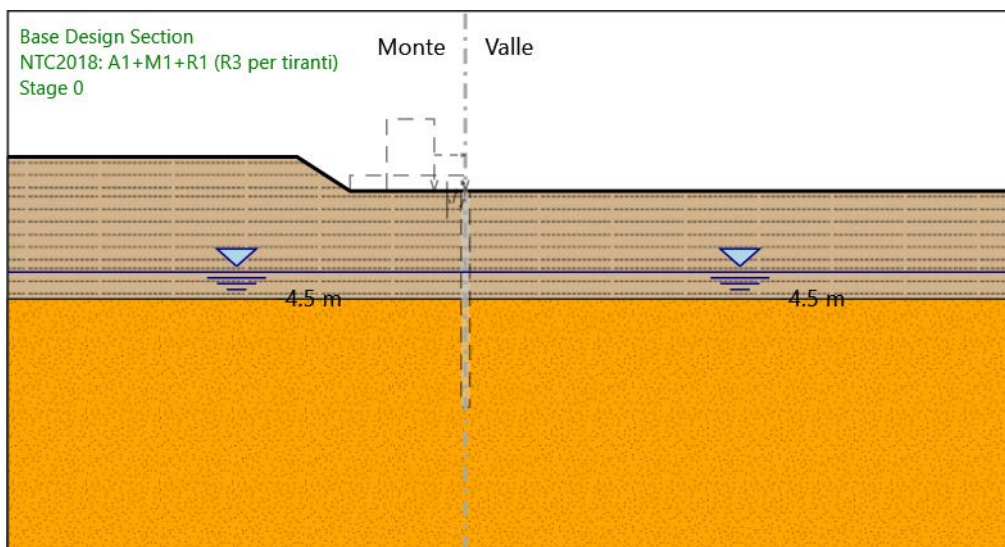 Base Design Section
NTC2018: A1+M1+R1 (R3 per tiranti)
Stage 0
Monte
Valle
4.5 m
4.5 m